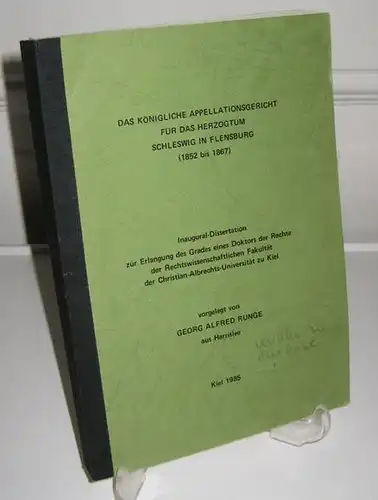 DAS KÖNIGLICHE APPELLATIONSGERICHT
FÜR DAS HERZOGTUM
SCHLESWIG IN FLENSBURG
(1852 bis 1867)
Inaugural-Dissertation
zur Erlangung des Grades eines Doktors der Rechte
der Rechtswissenschaftlichen Fakultät
der Christian-Albrechts-Universität zu Kiel
vorgelegt von
GEORG ALFRED RUNGE
aus Harrislee
Kiel 1985